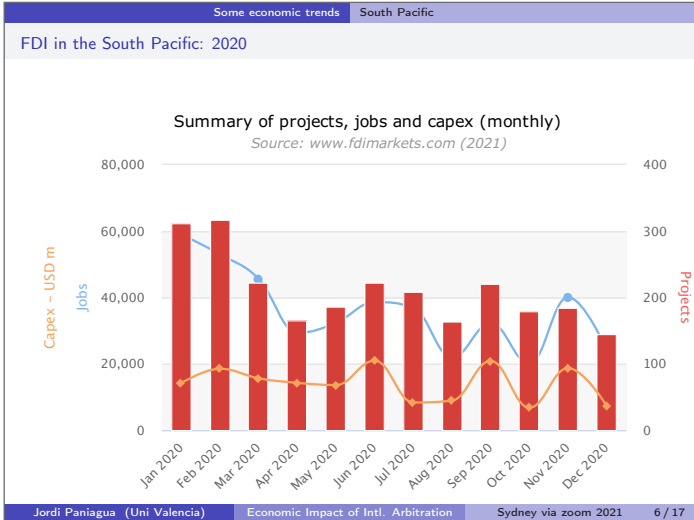 Some economic trends South Pacific
FDI in the South Pacific: 2020
Summary of projects, jobs and capex (monthly)
Source: www.fdimarkets.com (2021)
80,000
60,000
40,000
20,000
0
400
300
200
100
0
Capex - USD m
Jobs
Projects
Jan 2020
Feb 2020
Mar 2020
Apr 2020
May 2020
Jun 2020
Jul 2020
Aug 2020
Sep 2020
Oct 2020
Nov 2020
Dec 2020
Jordi Paniagua (Uni Valencia) Economic Impact of Intl. Arbitration Sydney via zoom 2021 6 / 17